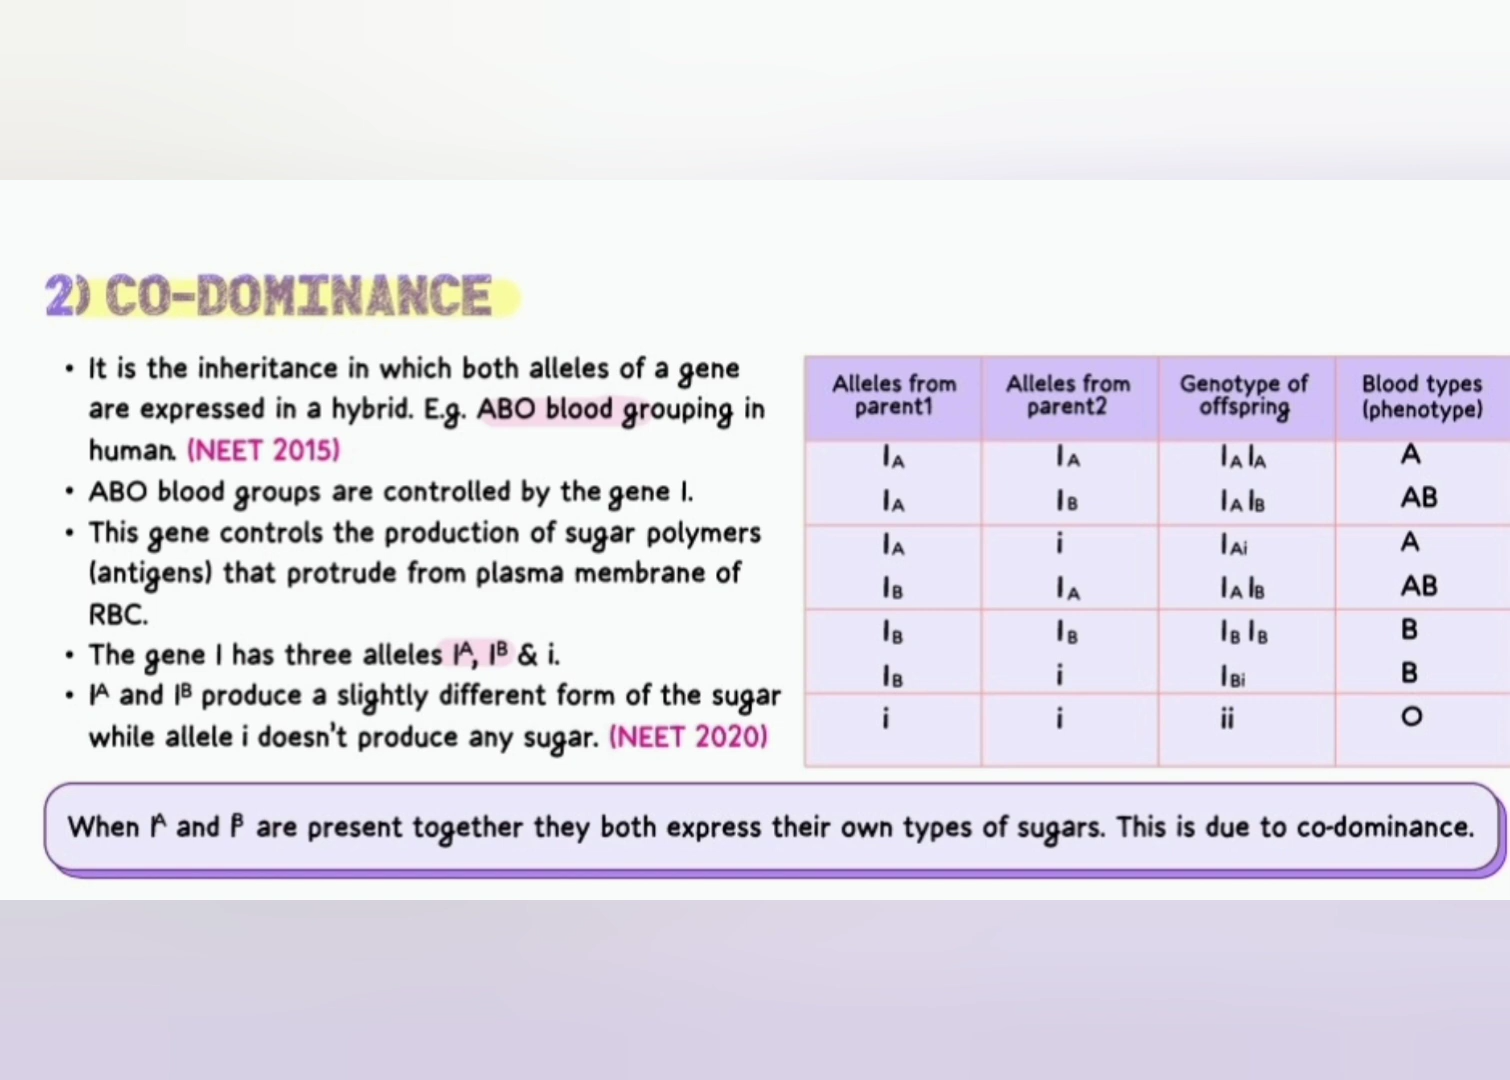 2) CO-DOMINANCE
• It is the inheritance in which both alleles of a gene
are expressed in a hybrid. E.g. ABO blood grouping in
human. (NEET 2015)
• ABO blood groups are controlled by the gene I.
• This gene controls the production of sugar polymers
(antigens) that protrude from plasma membrane of
RBC.
• The gene I has three alleles Iᴬ, Iᴮ & i.
• Iᴬ and Iᴮ produce a slightly different form of the sugar
while allele i doesn't produce any sugar. (NEET 2020)
Alleles from parent1 | Alleles from parent2 | Genotype of offspring | Blood types (phenotype)
IA | IA | IA IA | A
IA | IB | IA IB | AB
IA | i | IAi | A
IB | IA | IA IB | AB
IB | IB | IB IB | B
IB | i | IBi | B
i | i | ii | O
When Iᴬ and Iᴮ are present together they both express their own types of sugars. This is due to co-dominance.